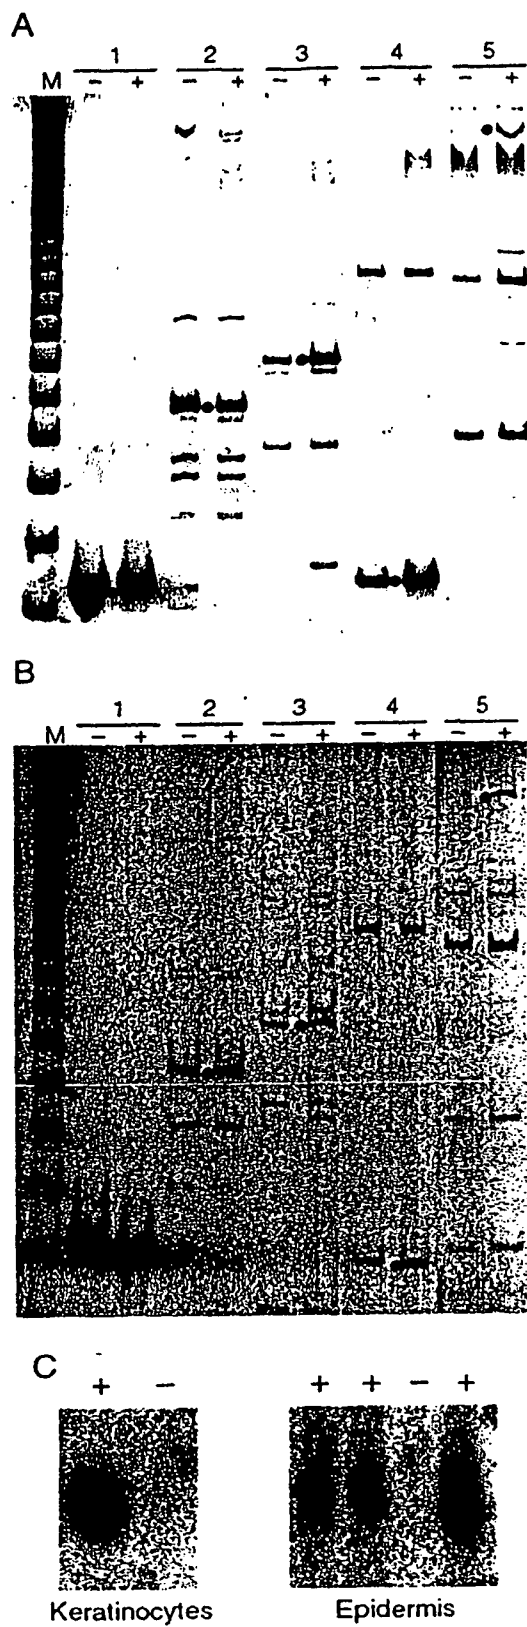 A
1 2 3 4 5
M − + − + − + − + − +
B
1 2 3 4 5
M − + − + − + − + − +
C
+ − + + − +
Keratinocytes Epidermis